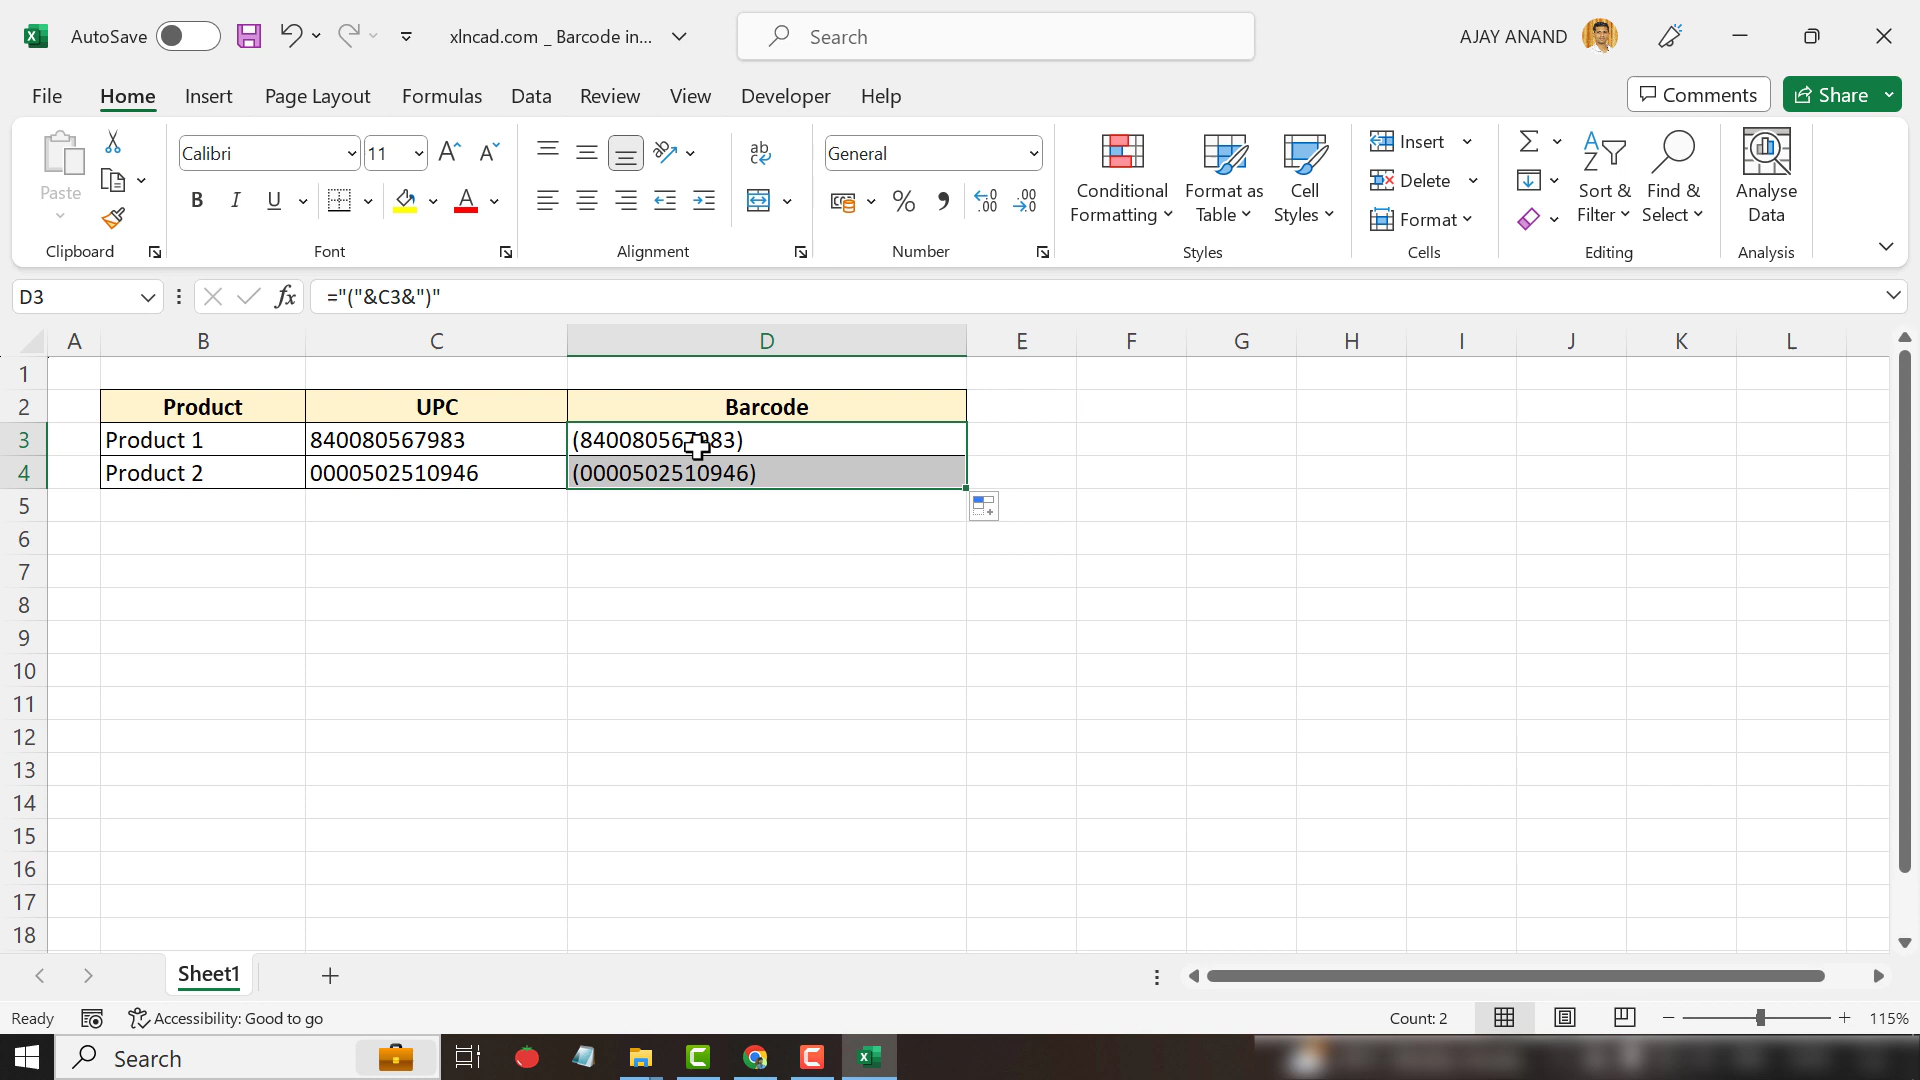 AutoSave
xlncad.com _ Barcode in...
Search
AJAY ANAND
File Home Insert Page Layout Formulas Data Review View Developer Help
Comments
Share
Paste
Clipboard
Calibri 11
B I U
Font
ab
Alignment
General
Number
Conditional Formatting
Format as Table
Cell Styles
Styles
Insert
Delete
Format
Cells
Sort & Filter
Find & Select
Editing
Analyse Data
Analysis
D3
fx
="("&C3&")"
A B C D E F G H I J K L
1
2 Product UPC Barcode
3 Product 1 840080567983 (840080567983)
4 Product 2 0000502510946 (0000502510946)
5
6
7
8
9
10
11
12
13
14
15
16
17
18
Sheet1
Ready
Accessibility: Good to go
Count: 2
115%
Search